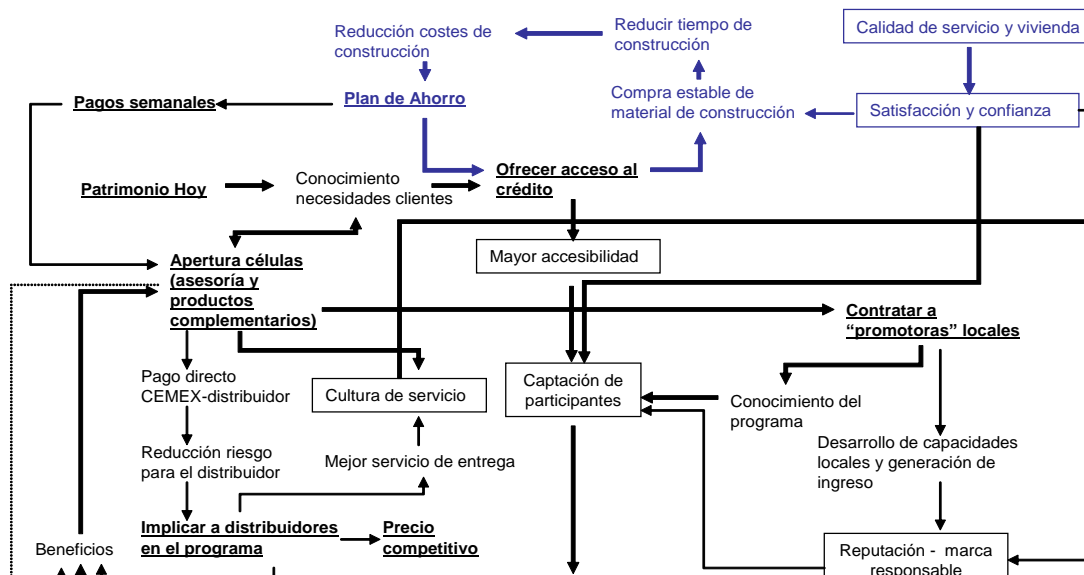 Reducción costes de
construcción
Reducir tiempo de
construcción
Calidad de servicio y vivienda
Pagos semanales
Plan de Ahorro
Compra estable de
material de construcción
Satisfacción y confianza
Patrimonio Hoy
Conocimiento
necesidades clientes
Ofrecer acceso al
crédito
Mayor accesibilidad
Apertura células
(asesoría y
productos
complementarios)
Contratar a
“promotoras” locales
Pago directo
CEMEX-distribuidor
Cultura de servicio
Captación de
participantes
Conocimiento del
programa
Reducción riesgo
para el distribuidor
Mejor servicio de entrega
Desarrollo de capacidades
locales y generación de
ingreso
Implicar a distribuidores
en el programa
Precio
competitivo
Beneficios
Reputación - marca
responsable